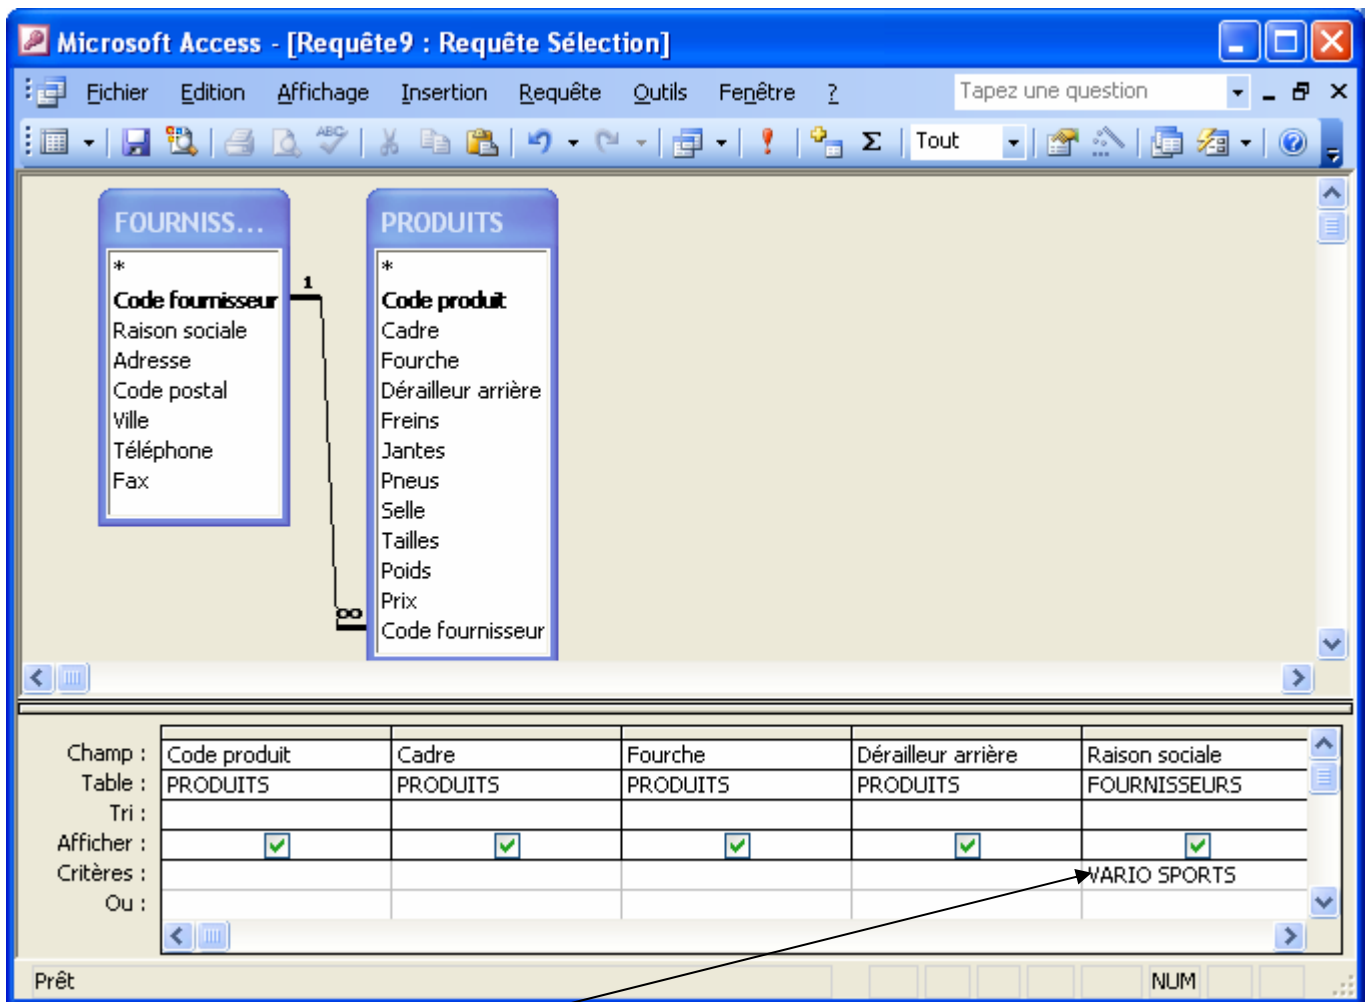 Microsoft Access - [Requête9 : Requête Sélection]
Fichier Edition Affichage Insertion Requête Outils Fenêtre ? Tapez une question
ABC Σ Tout
FOURNISS...
*
Code fournisseur
Raison sociale
Adresse
Code postal
Ville
Téléphone
Fax
1
∞
PRODUITS
*
Code produit
Cadre
Fourche
Dérailleur arrière
Freins
Jantes
Pneus
Selle
Tailles
Poids
Prix
Code fournisseur
Champ : Code produit Cadre Fourche Dérailleur arrière Raison sociale
Table : PRODUITS PRODUITS PRODUITS PRODUITS FOURNISSEURS
Tri :
Afficher :
Critères : VARIO SPORTS
Ou :
Prêt NUM